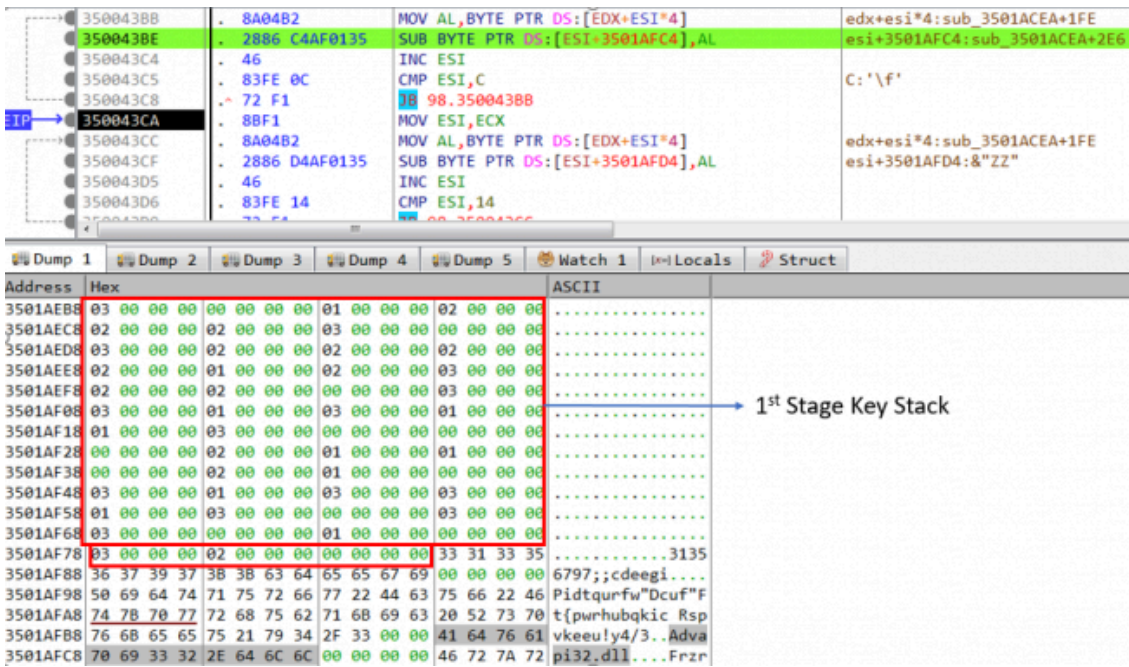 350043BB . 8A04B2 MOV AL,BYTE PTR DS:[EDX+ESI*4] edx+esi*4:sub_3501ACEA+1FE
350043BE . 2886 C4AF0135 SUB BYTE PTR DS:[ESI+3501AFC4],AL esi+3501AFC4:sub_3501ACEA+2E6
350043C4 . 46 INC ESI
350043C5 . 83FE 0C CMP ESI,C C:'\f'
350043C8 .^ 72 F1 JB 98.350043BB
EIP 350043CA . 8BF1 MOV ESI,ECX
350043CC . 8A04B2 MOV AL,BYTE PTR DS:[EDX+ESI*4] edx+esi*4:sub_3501ACEA+1FE
350043CF . 2886 D4AF0135 SUB BYTE PTR DS:[ESI+3501AFD4],AL esi+3501AFD4:&"ZZ"
350043D5 . 46 INC ESI
350043D6 . 83FE 14 CMP ESI,14
Dump 1 Dump 2 Dump 3 Dump 4 Dump 5 Watch 1 Locals Struct
Address Hex ASCII
3501AEB8 03 00 00 00 00 00 00 00 01 00 00 00 02 00 00 00 ................
3501AEC8 02 00 00 00 02 00 00 00 03 00 00 00 00 00 00 00 ................
3501AED8 03 00 00 00 02 00 00 00 02 00 00 00 02 00 00 00 ................
3501AEE8 02 00 00 00 01 00 00 00 02 00 00 00 03 00 00 00 ................
3501AEF8 02 00 00 00 02 00 00 00 00 00 00 00 03 00 00 00 ................
3501AF08 03 00 00 00 01 00 00 00 03 00 00 00 01 00 00 00 ................
1st Stage Key Stack
3501AF18 01 00 00 00 03 00 00 00 00 00 00 00 00 00 00 00 ................
3501AF28 00 00 00 00 02 00 00 00 01 00 00 00 01 00 00 00 ................
3501AF38 00 00 00 00 02 00 00 00 01 00 00 00 00 00 00 00 ................
3501AF48 03 00 00 00 01 00 00 00 03 00 00 00 03 00 00 00 ................
3501AF58 01 00 00 00 03 00 00 00 00 00 00 00 03 00 00 00 ................
3501AF68 03 00 00 00 00 00 00 00 01 00 00 00 00 00 00 00 ................
3501AF78 03 00 00 00 02 00 00 00 00 00 00 00 33 31 33 35 ............3135
3501AF88 36 37 39 37 3B 3B 63 64 65 65 67 69 00 00 00 00 6797;;cdeegi....
3501AF98 50 69 64 74 71 75 72 66 77 22 44 63 75 66 22 46 Pidtqurfw"Dcuf"F
3501AFA8 74 7B 70 77 72 68 75 62 71 6B 69 63 20 52 73 70 t{pwrhubqkic Rsp
3501AFB8 76 6B 65 65 75 21 79 34 2F 33 00 00 41 64 76 61 vkeeu!y4/3..Adva
3501AFC8 70 69 33 32 2E 64 6C 6C 00 00 00 00 46 72 7A 72 pi32.dll....Frzr